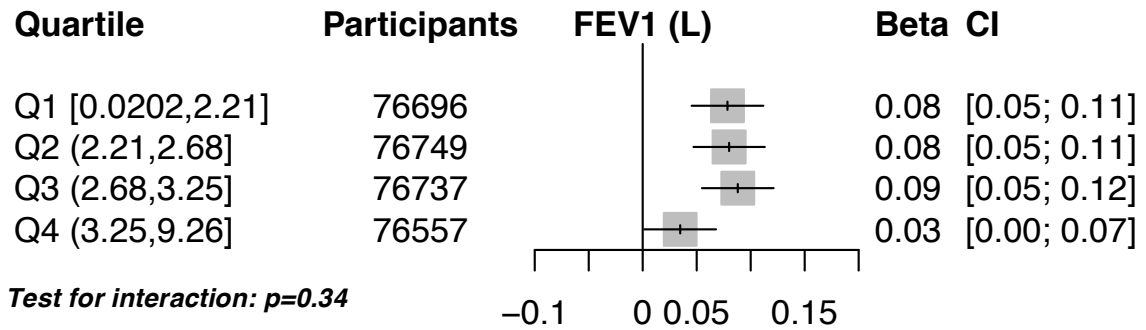 Quartile Participants FEV1 (L) Beta CI
Q1 [0.0202,2.21] 76696 0.08 [0.05; 0.11]
Q2 (2.21,2.68] 76749 0.08 [0.05; 0.11]
Q3 (2.68,3.25] 76737 0.09 [0.05; 0.12]
Q4 (3.25,9.26] 76557 0.03 [0.00; 0.07]
Test for interaction: p=0.34
−0.1 0 0.05 0.15